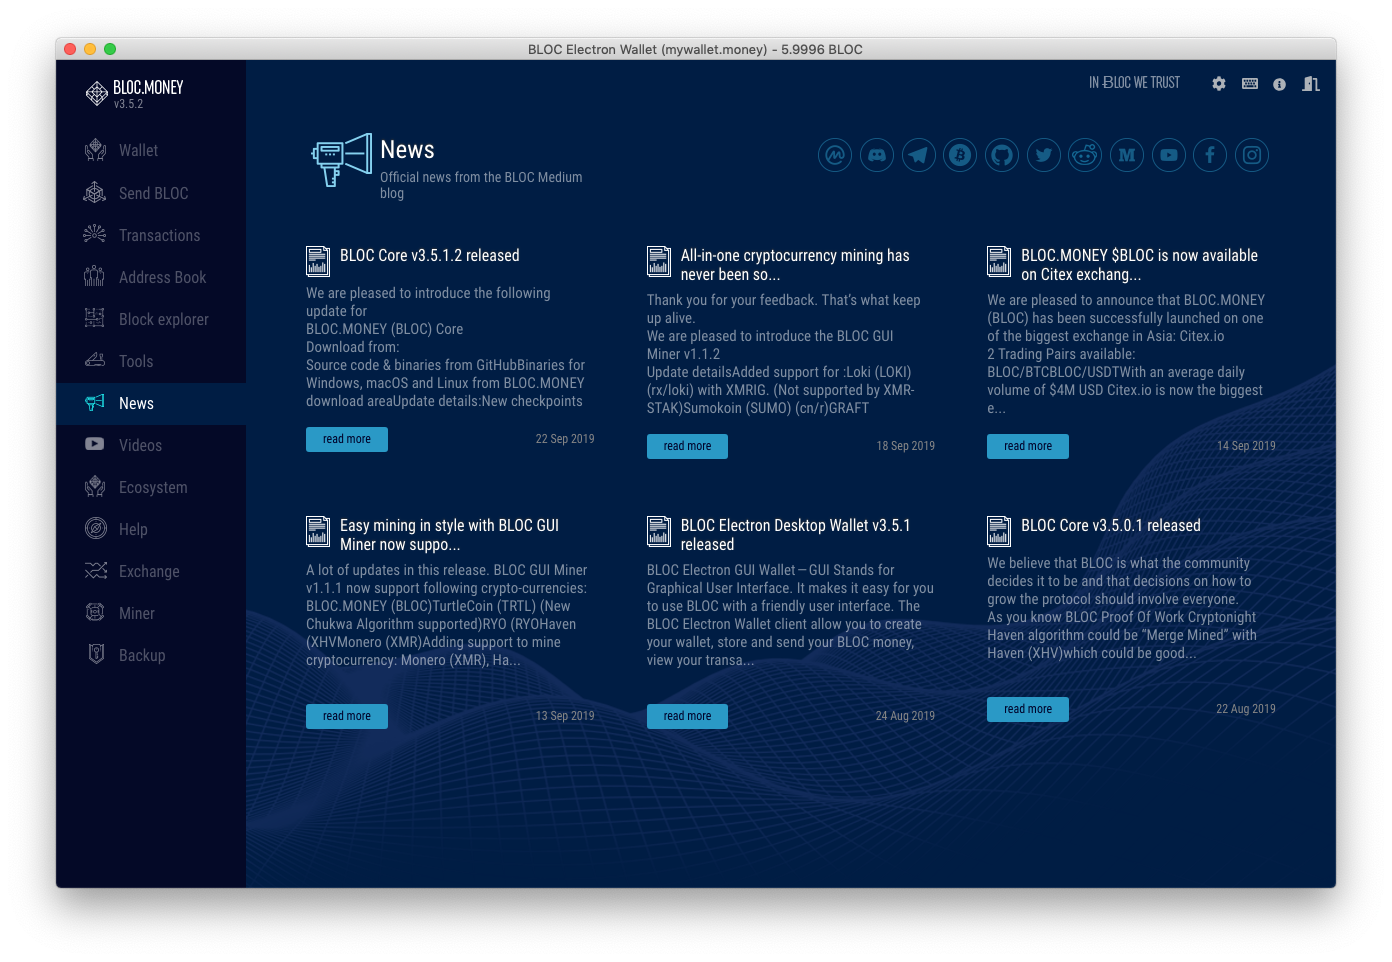 BLOC Electron Wallet (mywallet.money) - 5.9996 BLOC
BLOC.MONEY
v3.5.2
IN BLOC WE TRUST
Wallet
Send BLOC
Transactions
Address Book
Block explorer
Tools
News
Videos
Ecosystem
Help
Exchange
Miner
Backup
News
Official news from the BLOC Medium
blog
BLOC Core v3.5.1.2 released
We are pleased to introduce the following
update for
BLOC.MONEY (BLOC) Core
Download from:
Source code & binaries from GitHubBinaries for
Windows, macOS and Linux from BLOC.MONEY
download areaUpdate details:New checkpoints
read more
22 Sep 2019
All-in-one cryptocurrency mining has
never been so...
Thank you for your feedback. That’s what keep
up alive.
We are pleased to introduce the BLOC GUI
Miner v1.1.2
Update detailsAdded support for :Loki (LOKI)
(rx/loki) with XMRIG. (Not supported by XMR-
STAK)Sumokoin (SUMO) (cn/r)GRAFT
read more
18 Sep 2019
BLOC.MONEY $BLOC is now available
on Citex exchang...
We are pleased to announce that BLOC.MONEY
(BLOC) has been successfully launched on one
of the biggest exchange in Asia: Citex.io
2 Trading Pairs available:
BLOC/BTCBLOC/USDTWith an average daily
volume of $4M USD Citex.io is now the biggest
e...
read more
14 Sep 2019
Easy mining in style with BLOC GUI
Miner now suppo...
A lot of updates in this release. BLOC GUI Miner
v1.1.1 now support following crypto-currencies:
BLOC.MONEY (BLOC)TurtleCoin (TRTL) (New
Chukwa Algorithm supported)RYO (RYOHaven
(XHVMonero (XMR)Adding support to mine
cryptocurrency: Monero (XMR), Ha...
read more
13 Sep 2019
BLOC Electron Desktop Wallet v3.5.1
released
BLOC Electron GUI Wallet — GUI Stands for
Graphical User Interface. It makes it easy for you
to use BLOC with a friendly user interface. The
BLOC Electron Wallet client allow you to create
your wallet, store and send your BLOC money,
view your transa...
read more
24 Aug 2019
BLOC Core v3.5.0.1 released
We believe that BLOC is what the community
decides it to be and that decisions on how to
grow the protocol should involve everyone.
As you know BLOC Proof Of Work Cryptonight
Haven algorithm could be “Merge Mined” with
Haven (XHV)which could be good...
read more
22 Aug 2019